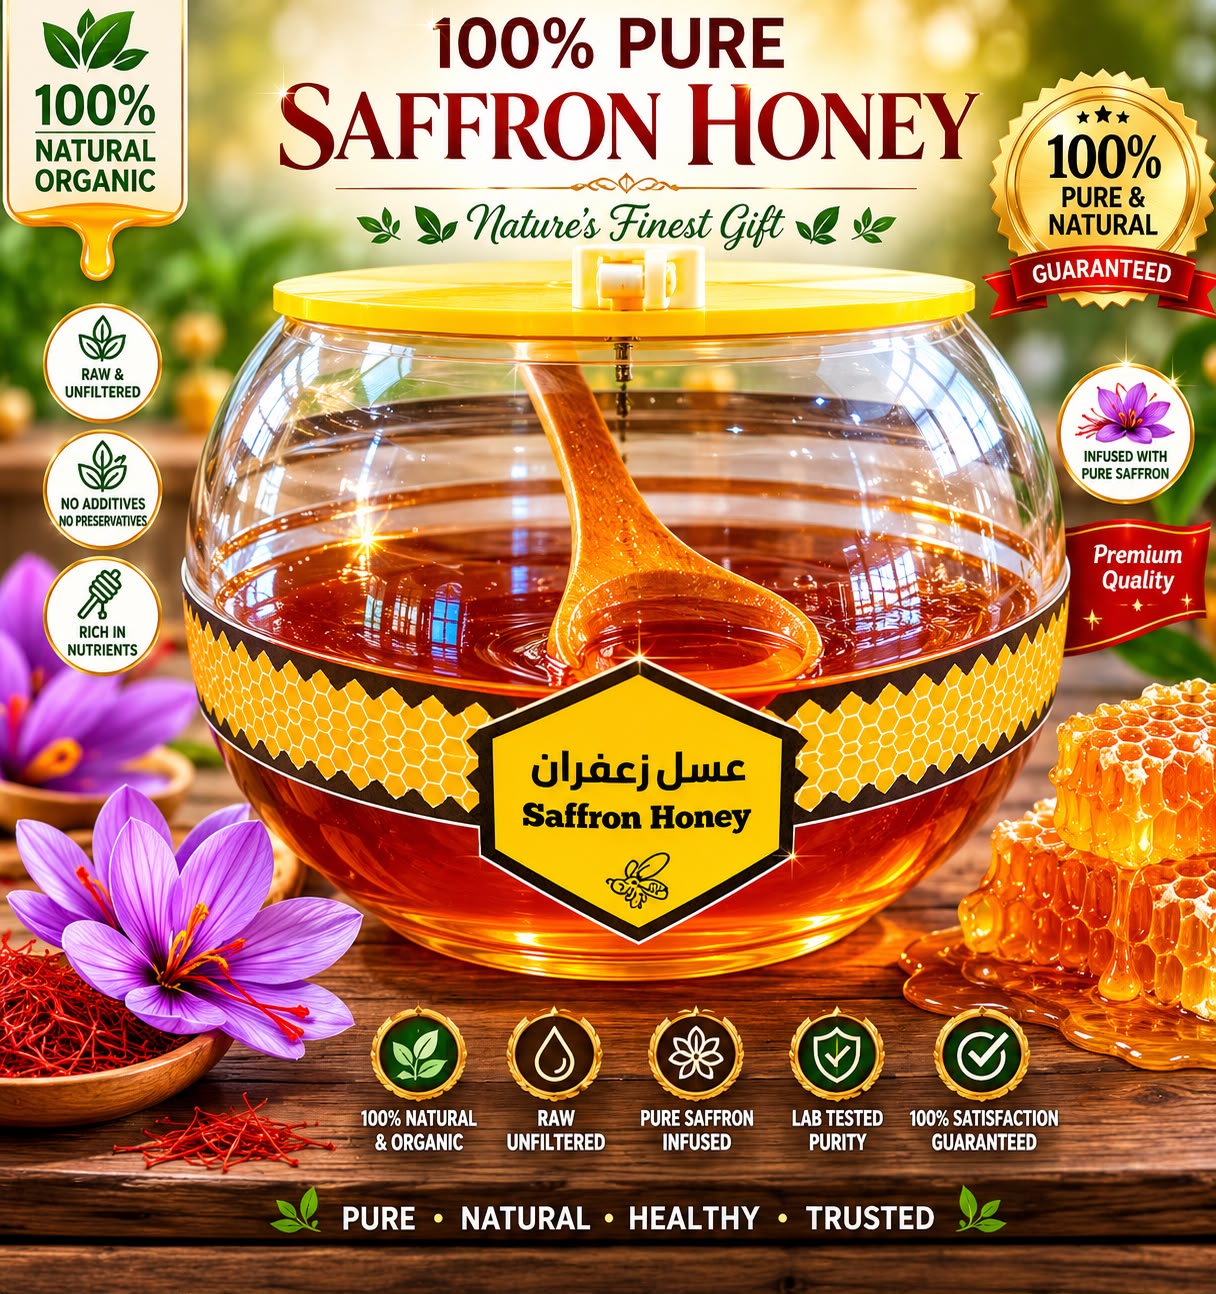 100% PURE
SAFFRON HONEY
Nature's Finest Gift
100%
NATURAL
ORGANIC
100%
PURE &
NATURAL
GUARANTEED
RAW &
UNFILTERED
NO ADDITIVES
NO PRESERVATIVES
RICH IN
NUTRIENTS
INFUSED WITH
PURE SAFFRON
Premium
Quality
عسل زعفران
Saffron Honey
100% NATURAL
& ORGANIC
RAW
UNFILTERED
PURE SAFFRON
INFUSED
LAB TESTED
PURITY
100% SATISFACTION
GUARANTEED
PURE • NATURAL • HEALTHY • TRUSTED